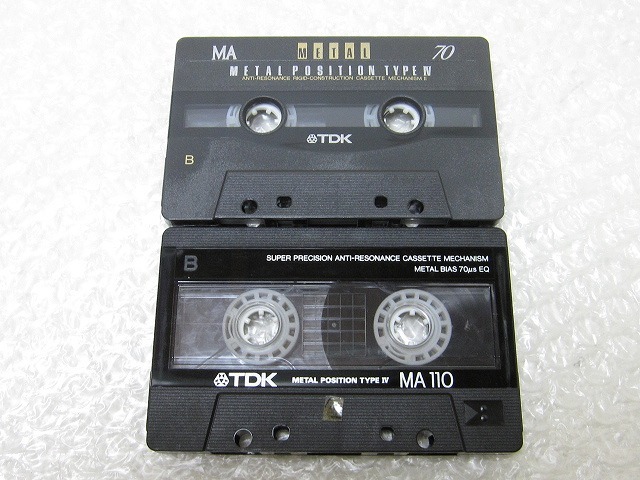 MA METAL 70
METAL POSITION TYPE IV
ANTI-RESONANCE RIGID-CONSTRUCTION CASSETTE MECHANISM II
TDK
B
B SUPER PRECISION ANTI-RESONANCE CASSETTE MECHANISM
METAL BIAS 70μs EQ
TDK METAL POSITION TYPE IV MA 110